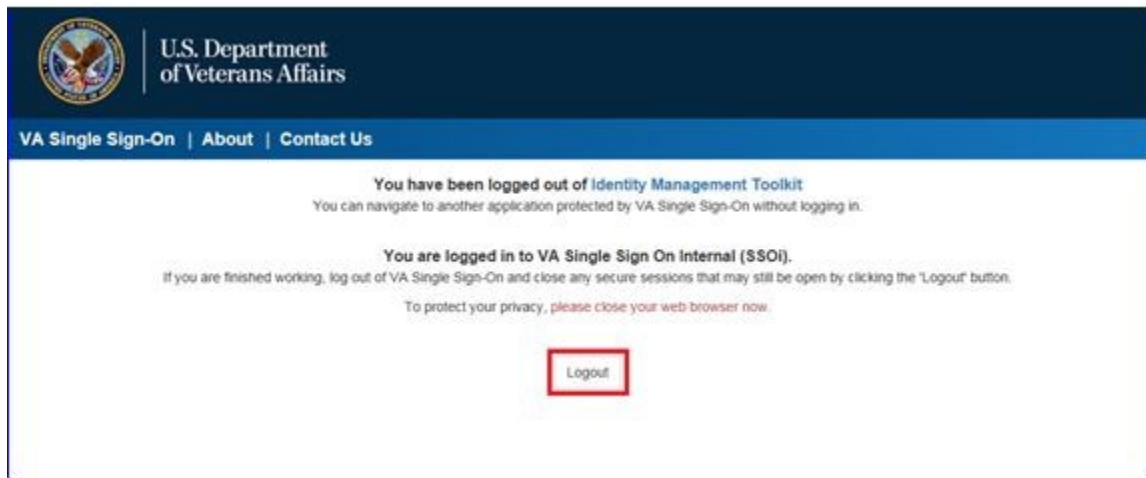 U.S. Department
of Veterans Affairs
VA Single Sign-On | About | Contact Us
You have been logged out of Identity Management Toolkit
You can navigate to another application protected by VA Single Sign-On without logging in.
You are logged in to VA Single Sign On Internal (SSOi).
If you are finished working, log out of VA Single Sign-On and close any secure sessions that may still be open by clicking the 'Logout' button.
To protect your privacy, please close your web browser now.
Logout